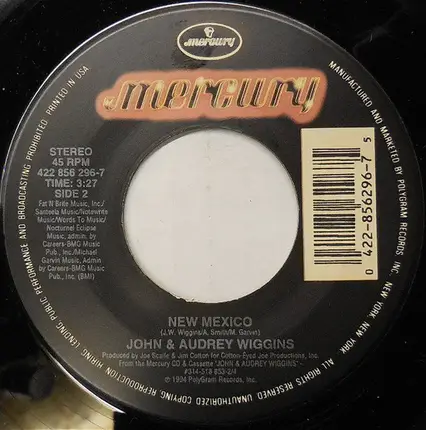 mercury
mercury
STEREO
45 RPM
422 856 296-7
TIME: 3:27
SIDE 2
Fat N Brite Music, Inc./
Santeela Music/Notewrite
Music/Words To Music/
Nocturnal Eclipse
Music, admin. by
Careers-BMG Music
Pub., Inc./Michael
Garvin Music, Admin
by Careers-BMG Music
Pub., Inc. (BMI)
0 422-856296-7 5
NEW MEXICO
(J.W. Wiggins/A. Smith/M. Garvin)
JOHN & AUDREY WIGGINS
Produced by Joe Scaife & Jim Cotton for Cotton-Eyed Joe Productions, Inc.
From the Mercury CD & Cassette "JOHN & AUDREY WIGGINS"
#314-518 853-2/4
℗ 1994 PolyGram Records, Inc.
MANUFACTURED AND MARKETED BY POLYGRAM RECORDS, INC. NEW YORK, NEW YORK. ALL RIGHTS RESERVED UNAUTHORIZED COPYING, REPRODUCTION HIRING LENDING PUBLIC PERFORMANCE AND BROADCASTING PROHIBITED PRINTED IN USA